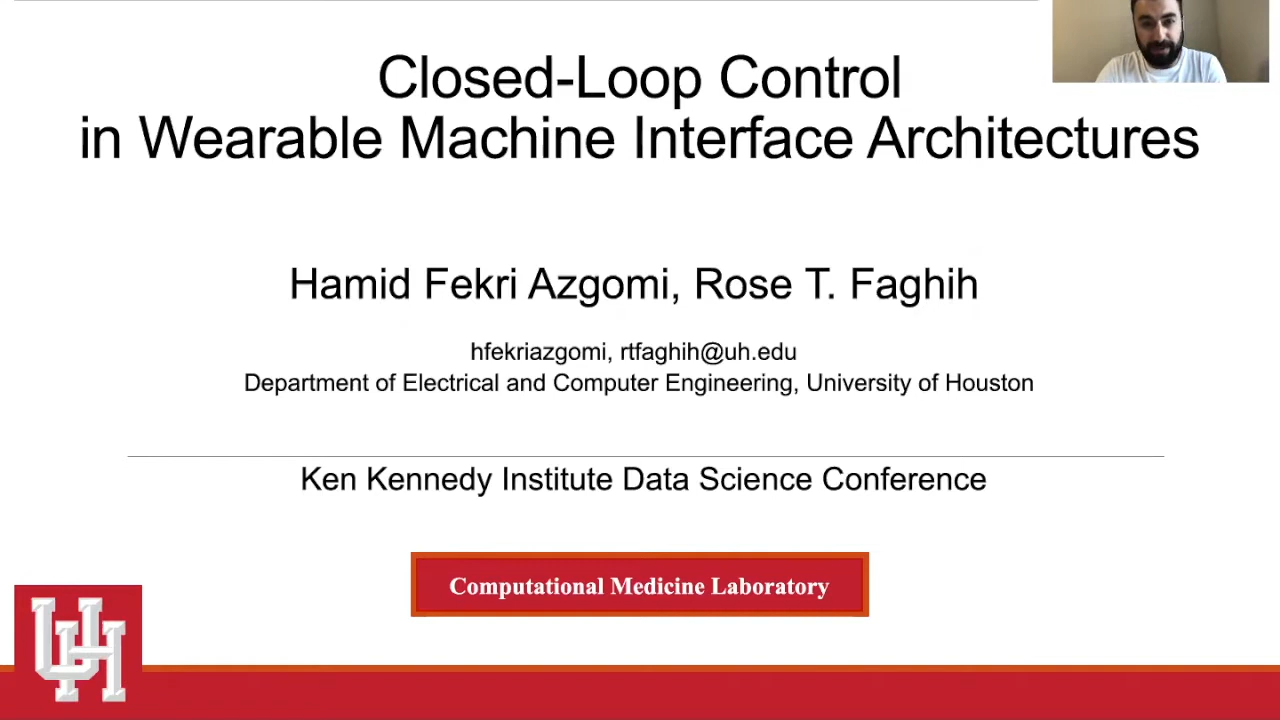 Closed-Loop Control
in Wearable Machine Interface Architectures
Hamid Fekri Azgomi, Rose T. Faghih
hfekriazgomi, rtfaghih@uh.edu
Department of Electrical and Computer Engineering, University of Houston
Ken Kennedy Institute Data Science Conference
Computational Medicine Laboratory
UH